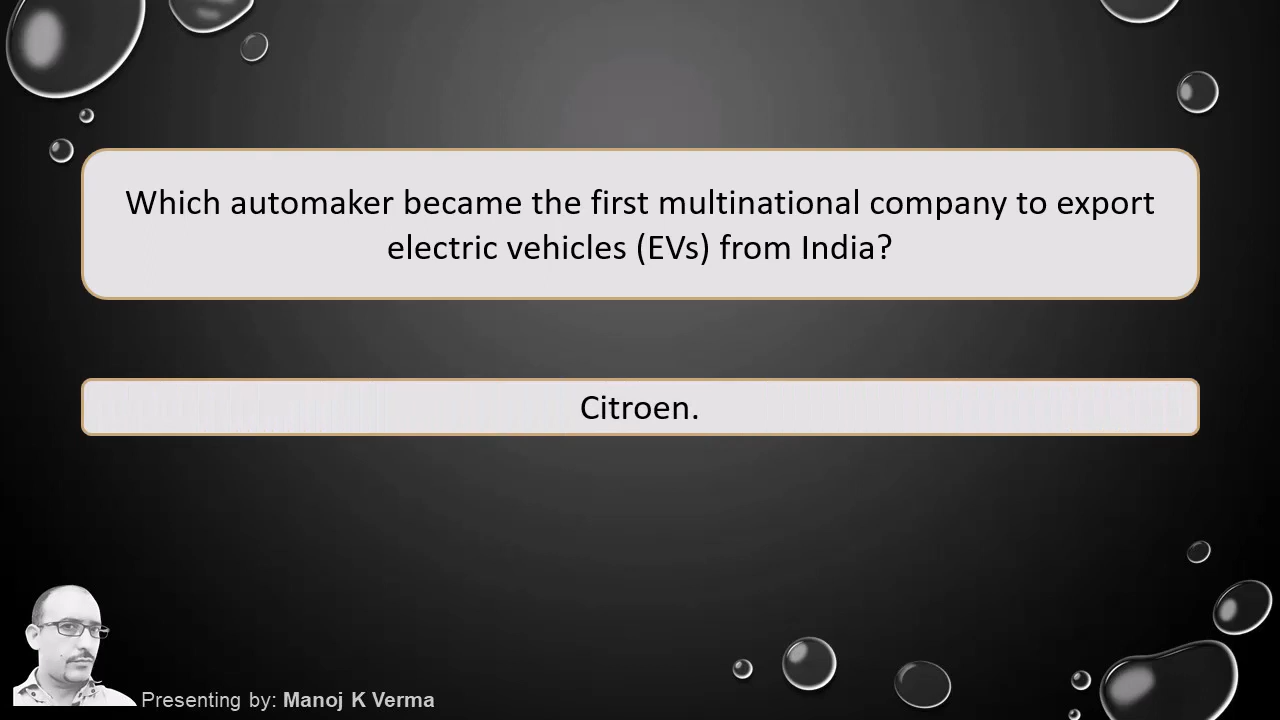 Which automaker became the first multinational company to export
electric vehicles (EVs) from India?
Citroen.
Presenting by: Manoj K Verma